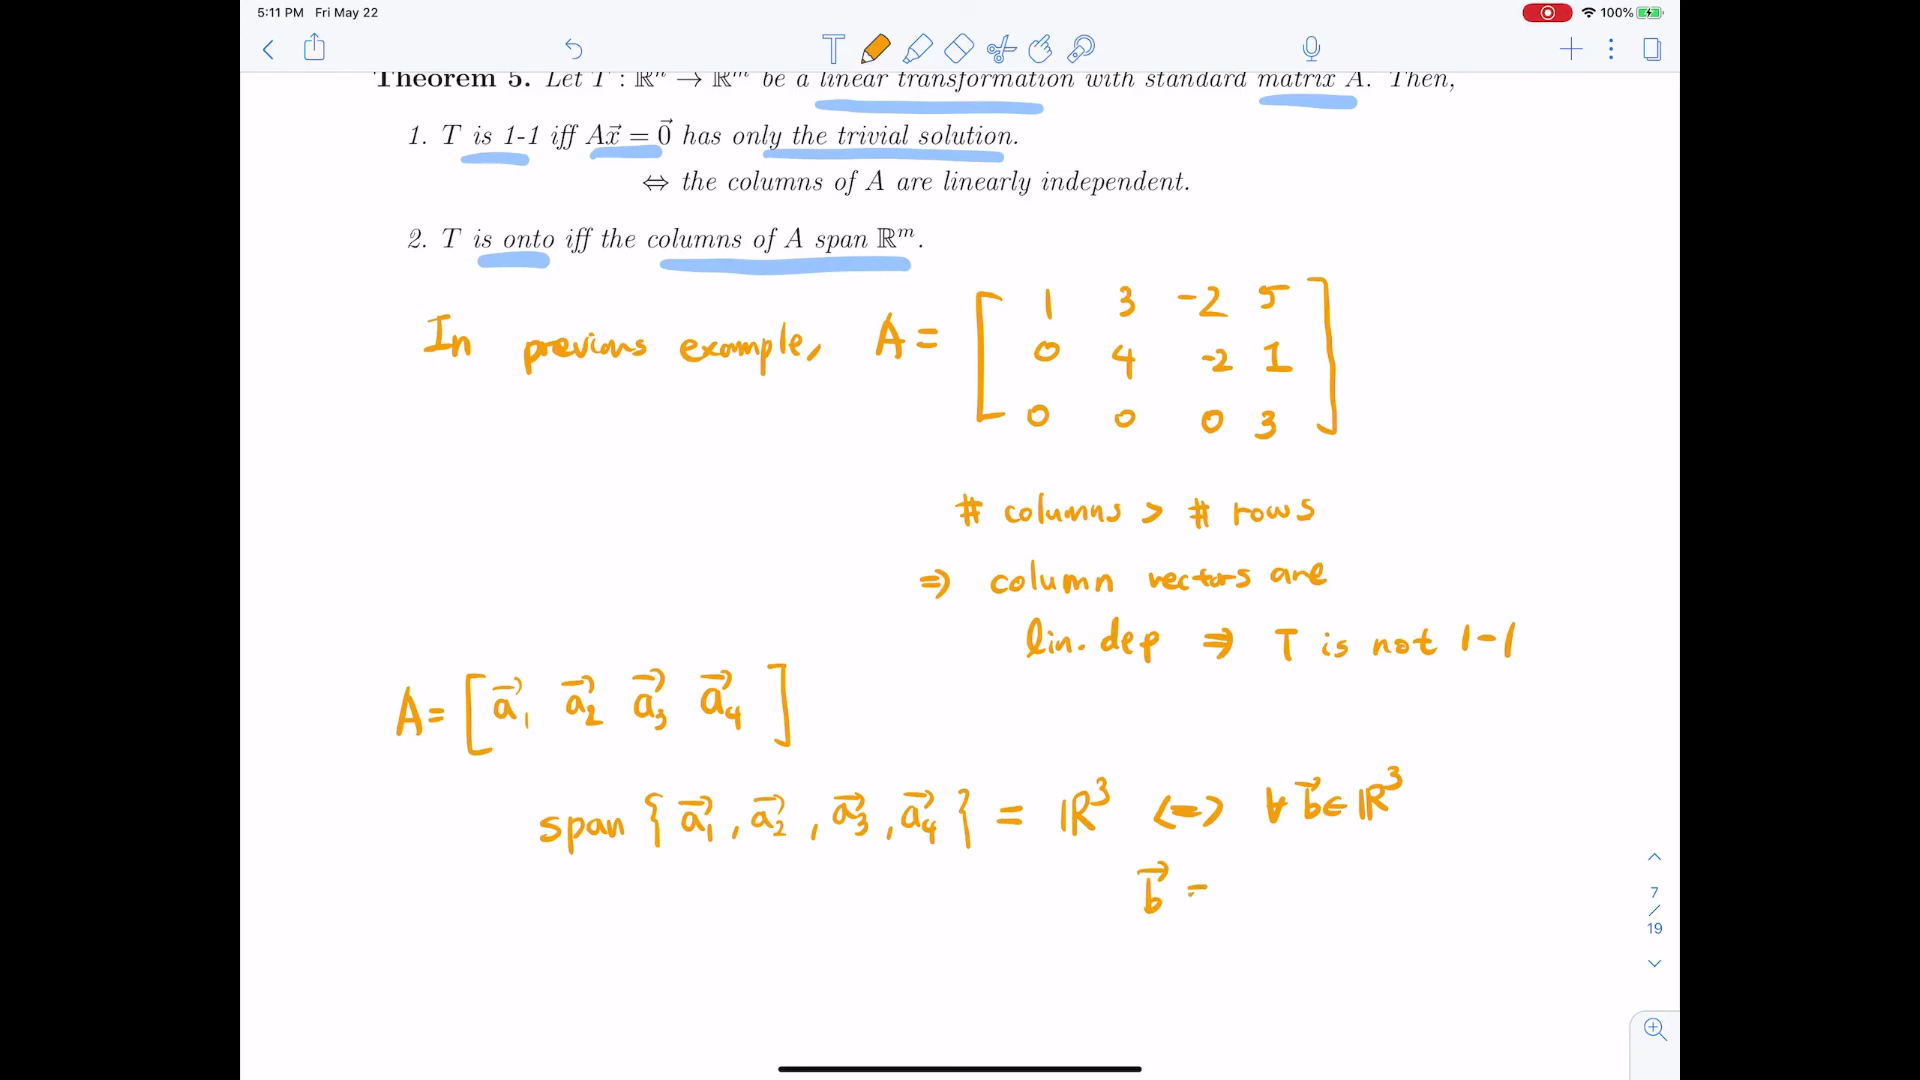 5:11 PM Fri May 22
100%
Theorem 5. Let T : ℝⁿ → ℝᵐ be a linear transformation with standard matrix A. Then,
1. T is 1-1 iff Ax⃗ = 0⃗ has only the trivial solution.
⇔ the columns of A are linearly independent.
2. T is onto iff the columns of A span ℝᵐ.
In previous example, A = [
1 3 -2 5
0 4 -2 1
0 0 0 3
]
# columns > # rows
⇒ column vectors are
lin. dep ⇒ T is not 1-1
A = [ a⃗₁ a⃗₂ a⃗₃ a⃗₄ ]
span { a⃗₁, a⃗₂, a⃗₃, a⃗₄ } = ℝ³ <=> ∀ b⃗ ∈ ℝ³
b⃗ =
7
/
19